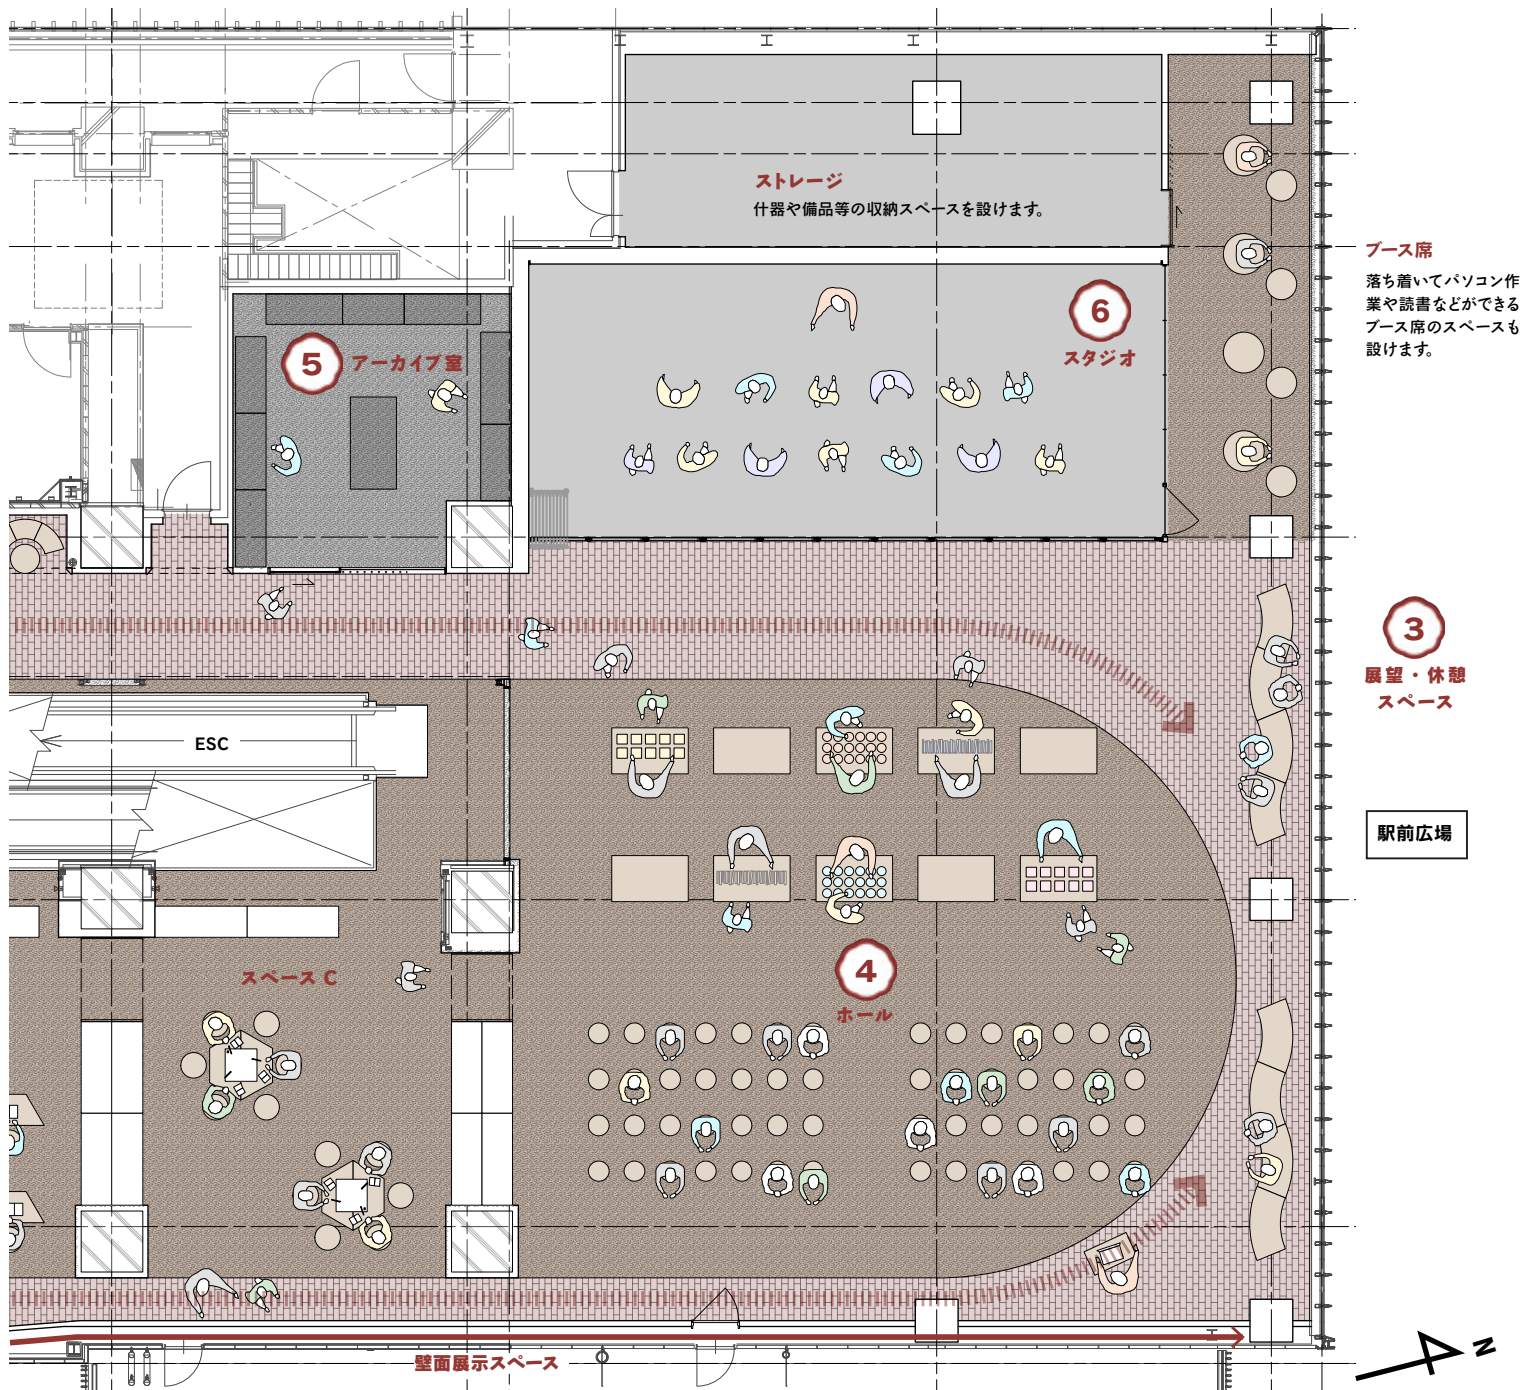 ストレージ
什器や備品等の収納スペースを設けます。
ブース席
落ち着いてパソコン作
業や読書などができる
ブース席のスペースも
設けます。
6
スタジオ
5
アーカイブ室
3
展望・休憩
スペース
ESC
駅前広場
スペース C
4
ホール
壁面展示スペース
N